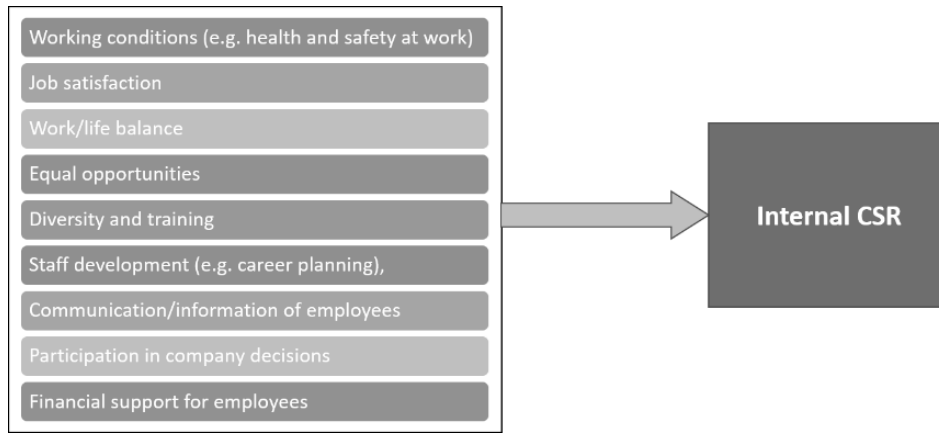 Working conditions (e.g. health and safety at work)
Job satisfaction
Work/life balance
Equal opportunities
Diversity and training
Staff development (e.g. career planning),
Communication/information of employees
Participation in company decisions
Financial support for employees
Internal CSR